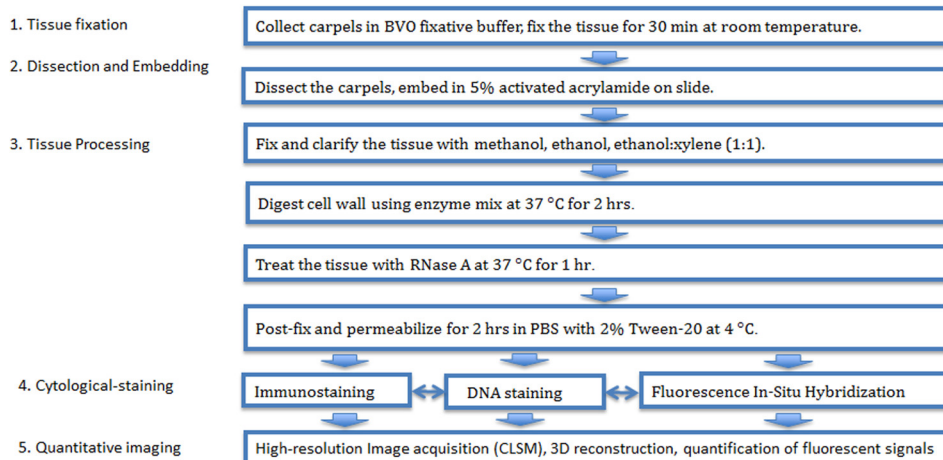 1. Tissue fixation
Collect carpels in BVO fixative buffer, fix the tissue for 30 min at room temperature.
2. Dissection and Embedding
Dissect the carpels, embed in 5% activated acrylamide on slide.
3. Tissue Processing
Fix and clarify the tissue with methanol, ethanol, ethanol:xylene (1:1).
Digest cell wall using enzyme mix at 37 °C for 2 hrs.
Treat the tissue with RNase A at 37 °C for 1 hr.
Post-fix and permeabilize for 2 hrs in PBS with 2% Tween-20 at 4 °C.
4. Cytological-staining
Immunostaining
DNA staining
Fluorescence In-Situ Hybridization
5. Quantitative imaging
High-resolution Image acquisition (CLSM), 3D reconstruction, quantification of fluorescent signals